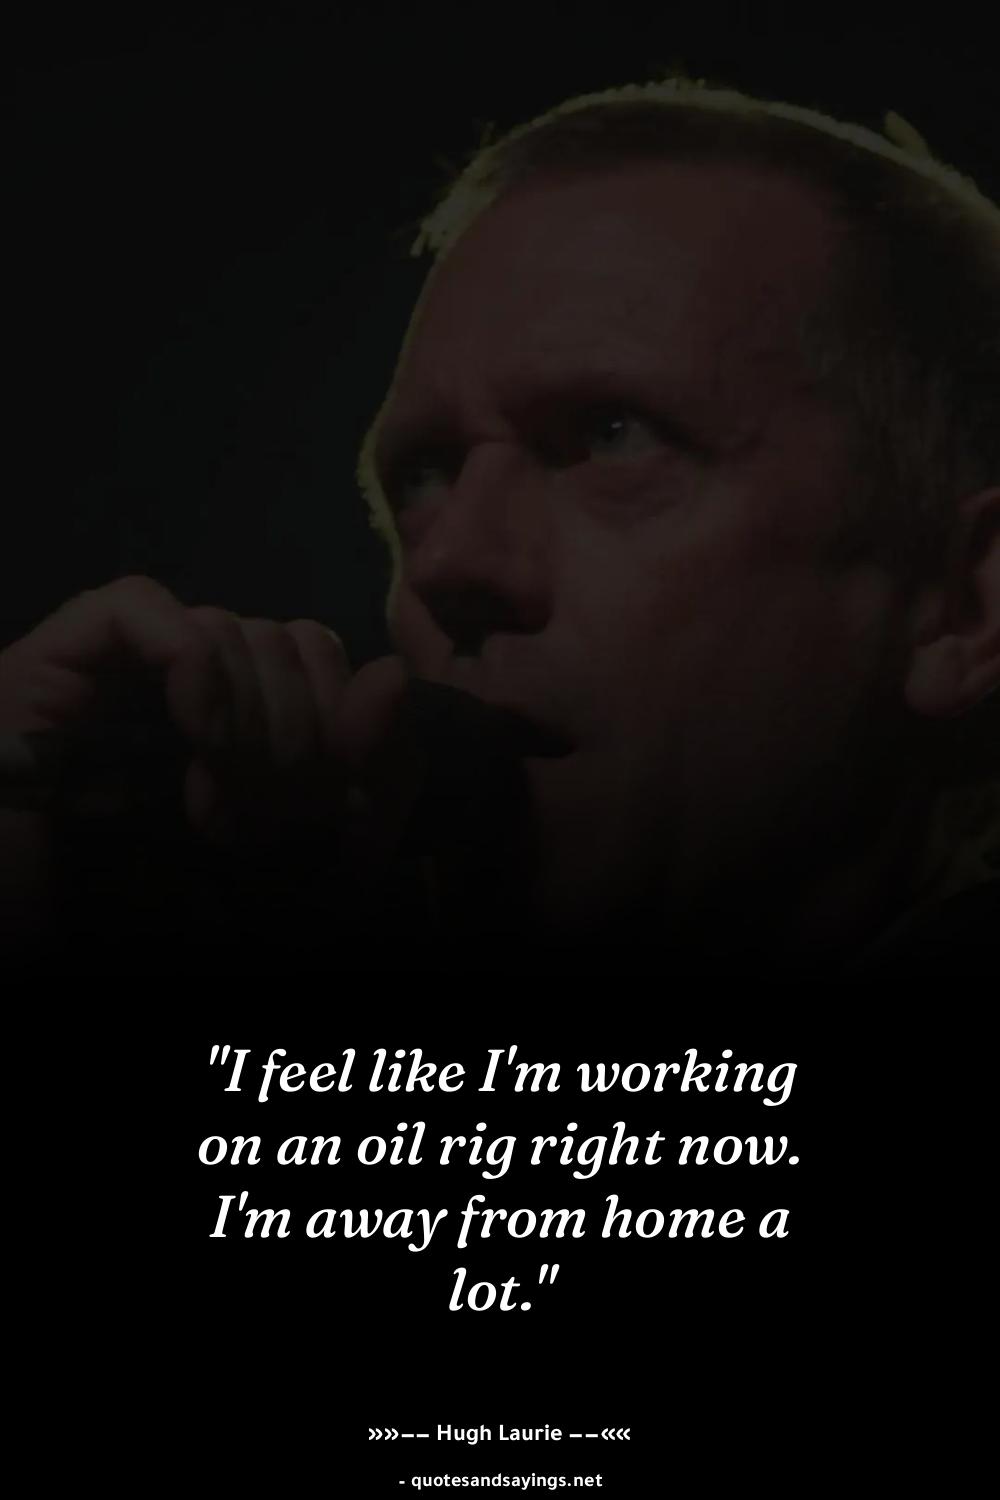 "I feel like I'm working
on an oil rig right now.
I'm away from home a
lot."
»»−− Hugh Laurie −−««
- quotesandsayings.net